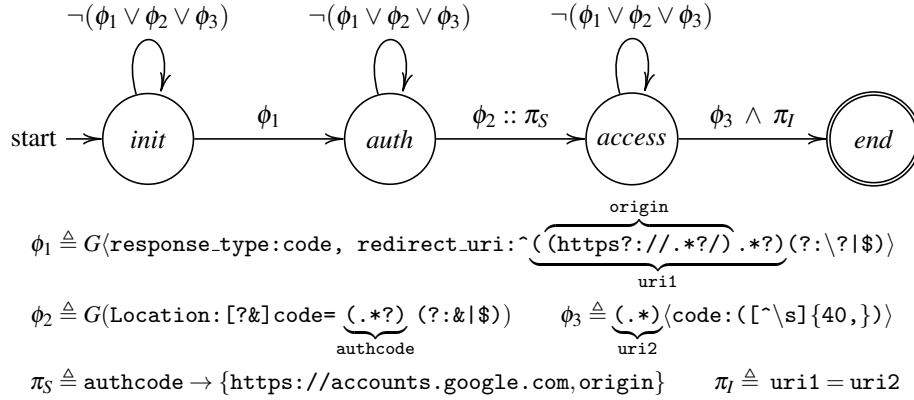 ¬(ϕ1 ∨ ϕ2 ∨ ϕ3) ¬(ϕ1 ∨ ϕ2 ∨ ϕ3) ¬(ϕ1 ∨ ϕ2 ∨ ϕ3)
start init ϕ1 auth ϕ2 :: πS access ϕ3 ∧ πI end
origin
ϕ1 ≜ G⟨response_type:code, redirect_uri:^((https?://.*?/).*?)(?:\?|$)⟩
uri1
ϕ2 ≜ G(Location:[?&]code=(.*?)(?:&|$)) ϕ3 ≜ (.*)⟨code:([^\s]{40,})⟩
authcode uri2
πS ≜ authcode → {https://accounts.google.com,origin} πI ≜ uri1 = uri2